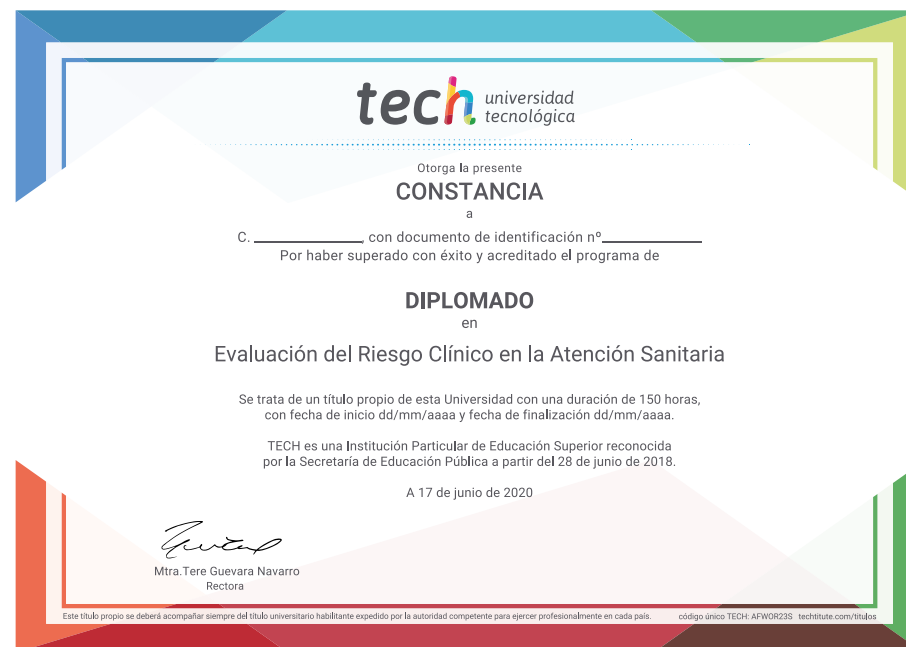 tech universidad
tecnológica
Otorga la presente
CONSTANCIA
a
C. ____________, con documento de identificación nº____________
Por haber superado con éxito y acreditado el programa de
DIPLOMADO
en
Evaluación del Riesgo Clínico en la Atención Sanitaria
Se trata de un título propio de esta Universidad con una duración de 150 horas,
con fecha de inicio dd/mm/aaaa y fecha de finalización dd/mm/aaaa.
TECH es una Institución Particular de Educación Superior reconocida
por la Secretaría de Educación Pública a partir del 28 de junio de 2018.
A 17 de junio de 2020
Mtra.Tere Guevara Navarro
Rectora
Este título propio se deberá acompañar siempre del título universitario habilitante expedido por la autoridad competente para ejercer profesionalmente en cada país. código único TECH: AFWOR23S techtitute.com/titulos